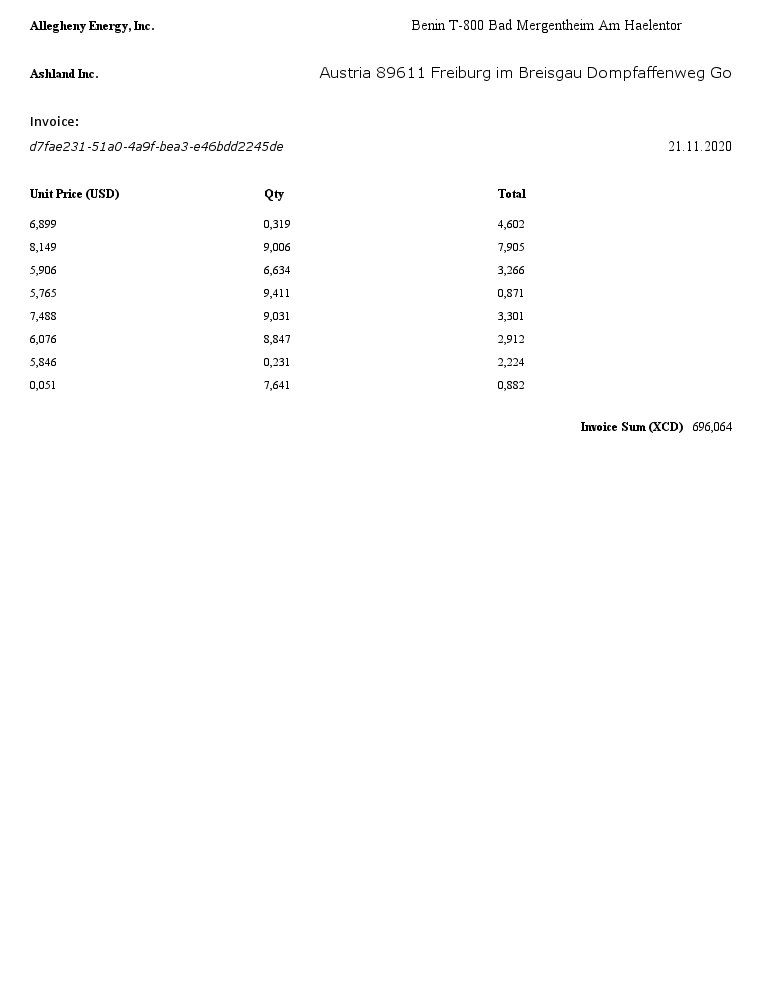 Allegheny Energy, Inc. Benin T-800 Bad Mergentheim Am Haelentor
Ashland Inc. Austria 89611 Freiburg im Breisgau Dompfaffenweg Go
Invoice:
d7fae231-51a0-4a9f-bea3-e46bdd2245de 21.11.2020
Unit Price (USD) Qty Total
6,899 0,319 4,602
8,149 9,006 7,905
5,906 6,634 3,266
5,765 9,411 0,871
7,488 9,031 3,301
6,076 8,847 2,912
5,846 0,231 2,224
0,051 7,641 0,882
Invoice Sum (XCD) 696,064